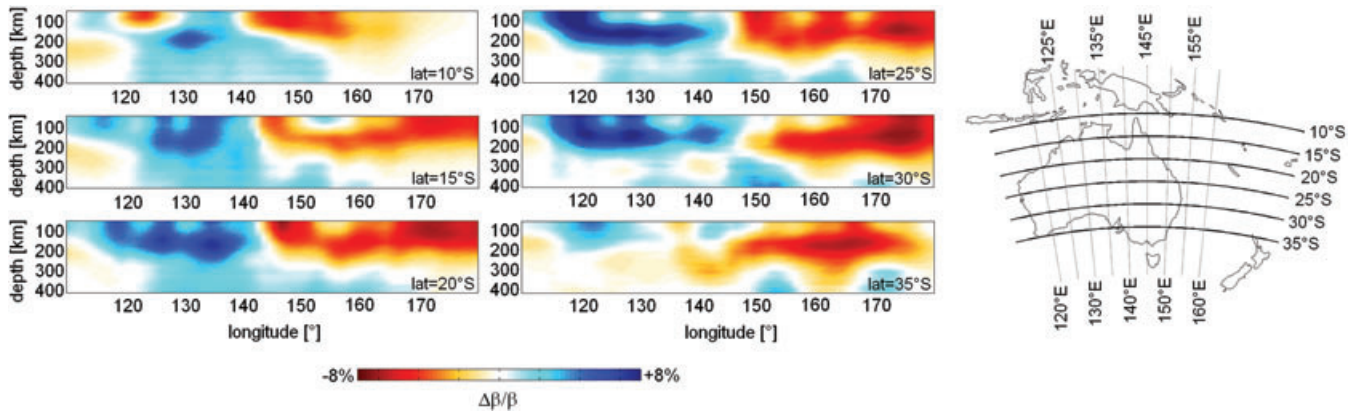 depth [km]
100
200
300
400
lat=10°S
120 130 140 150 160 170
100
200
300
400
lat=25°S
120 130 140 150 160 170
depth [km]
100
200
300
400
lat=15°S
120 130 140 150 160 170
100
200
300
400
lat=30°S
120 130 140 150 160 170
depth [km]
100
200
300
400
lat=20°S
120 130 140 150 160 170
longitude [°]
100
200
300
400
lat=35°S
120 130 140 150 160 170
longitude [°]
-8% +8%
Δβ/β
125°E 135°E 145°E 155°E
10°S
15°S
20°S
25°S
30°S
35°S
120°E 130°E 140°E 150°E 160°E